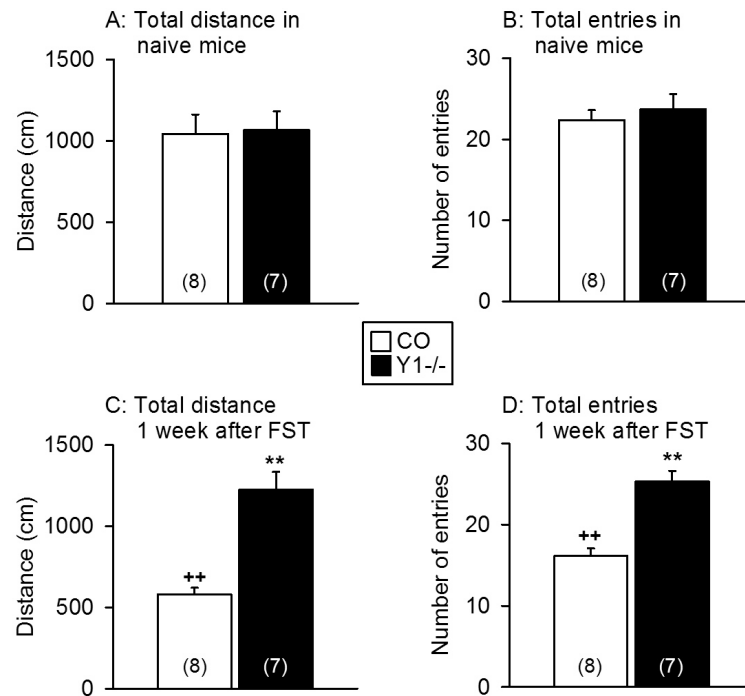 A: Total distance in
naive mice
1500
1000
500
0
Distance (cm)
(8)
(7)
B: Total entries in
naive mice
30
20
10
0
Number of entries
(8)
(7)
CO
Y1-/-
C: Total distance
1 week after FST
1500
1000
500
0
Distance (cm)
++
**
(8)
(7)
D: Total entries
1 week after FST
30
20
10
0
Number of entries
++
**
(8)
(7)